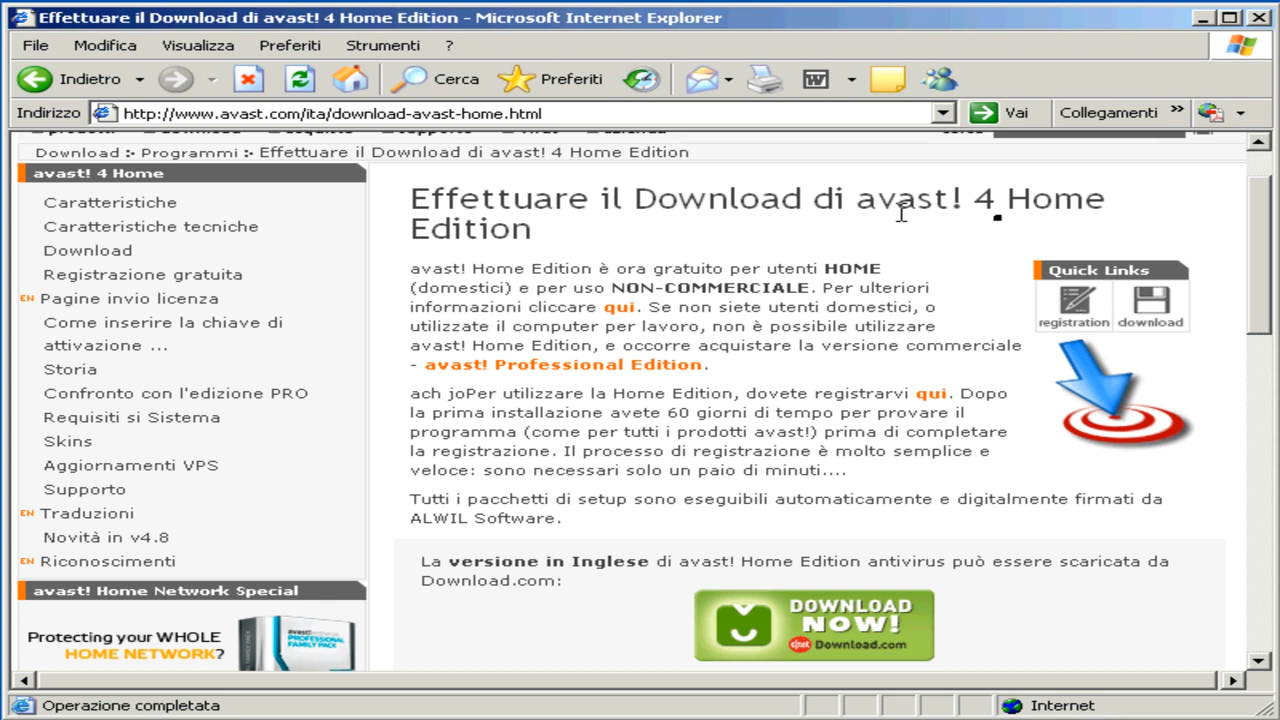 Effettuare il Download di avast! 4 Home Edition - Microsoft Internet Explorer
File Modifica Visualizza Preferiti Strumenti ?
Indietro Cerca Preferiti
Indirizzo http://www.avast.com/ita/download-avast-home.html Vai Collegamenti »
Download :- Programmi :- Effettuare il Download di avast! 4 Home Edition
avast! 4 Home
Caratteristiche
Caratteristiche tecniche
Download
Registrazione gratuita
EN Pagine invio licenza
Come inserire la chiave di
attivazione ...
Storia
Confronto con l'edizione PRO
Requisiti si Sistema
Skins
Aggiornamenti VPS
Supporto
EN Traduzioni
Novità in v4.8
EN Riconoscimenti
avast! Home Network Special
Protecting your WHOLE
HOME NETWORK?
avast! antivirus
PROFESSIONAL
FAMILY PACK
Effettuare il Download di avast! 4 Home
Edition
avast! Home Edition è ora gratuito per utenti HOME
(domestici) e per uso NON-COMMERCIALE. Per ulteriori
informazioni cliccare qui. Se non siete utenti domestici, o
utilizzate il computer per lavoro, non è possibile utilizzare
avast! Home Edition, e occorre acquistare la versione commerciale
- avast! Professional Edition.
ach joPer utilizzare la Home Edition, dovete registrarvi qui. Dopo
la prima installazione avete 60 giorni di tempo per provare il
programma (come per tutti i prodotti avast!) prima di completare
la registrazione. Il processo di registrazione è molto semplice e
veloce: sono necessari solo un paio di minuti....
Tutti i pacchetti di setup sono eseguibili automaticamente e digitalmente firmati da
ALWIL Software.
Quick Links
registration download
La versione in Inglese di avast! Home Edition antivirus può essere scaricata da
Download.com:
DOWNLOAD
NOW!
c|net Download.com
Operazione completata Internet